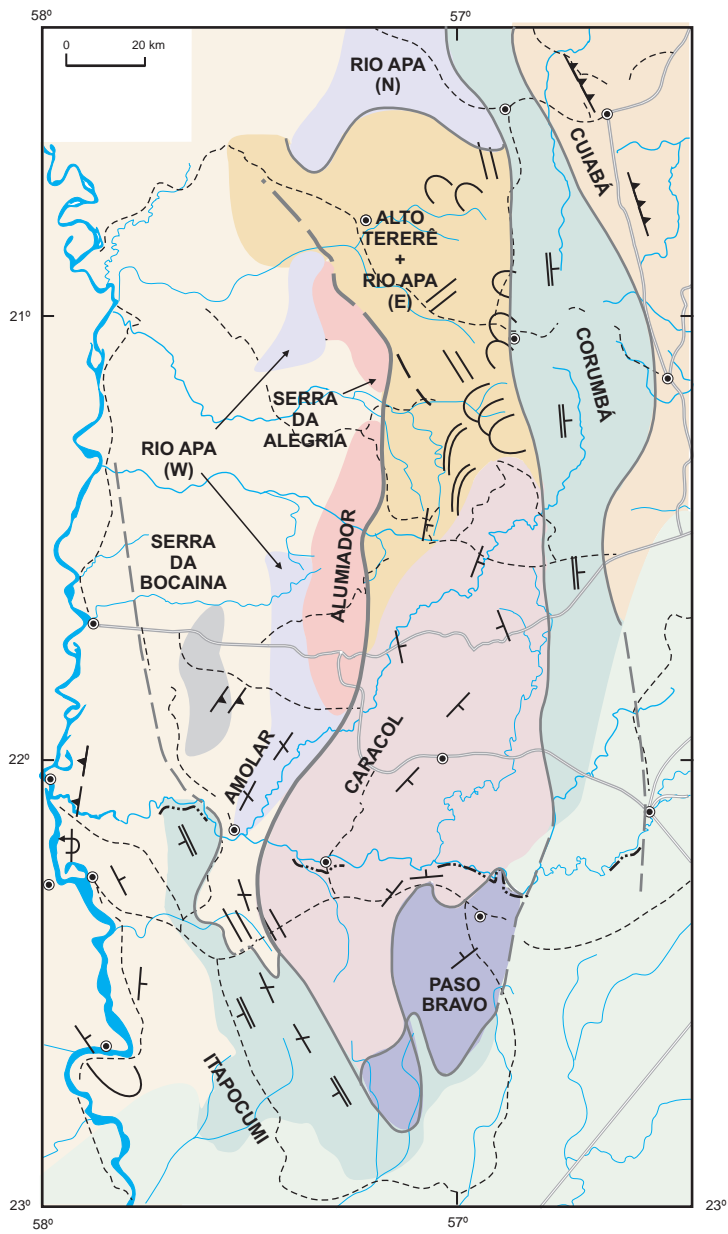 58º
57º
0
20 km
RIO APA
(N)
CUIABÁ
ALTO
TERERÊ
+
RIO APA
(E)
21º
CORUMBÁ
SERRA
DA
ALEGRIA
RIO APA
(W)
ALUMIADOR
SERRA
DA
BOCAINA
22º
AMOLAR
CARACOL
PASO
BRAVO
ITAPOCUMI
23º
23º
58º
57º